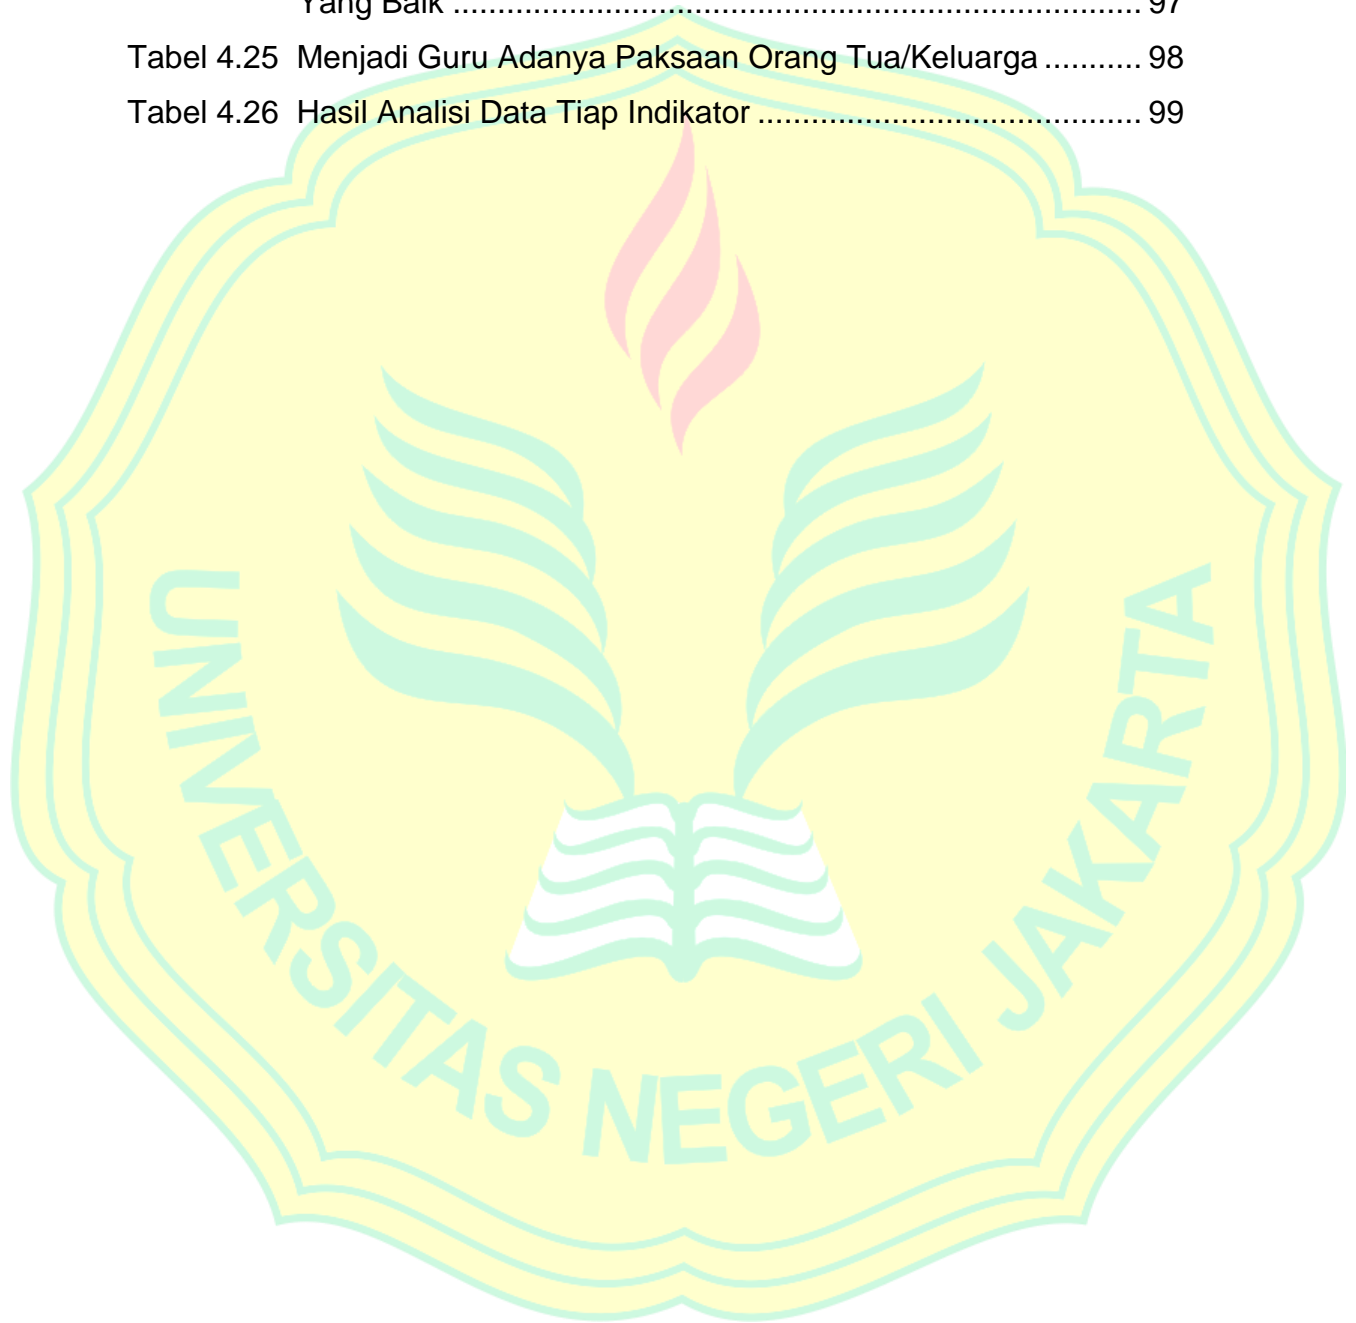 Yang Baik ............................................................................. 97
Tabel 4.25 Menjadi Guru Adanya Paksaan Orang Tua/Keluarga ........... 98
Tabel 4.26 Hasil Analisi Data Tiap Indikator ........................................... 99
UNIVERSITAS NEGERI JAKARTA